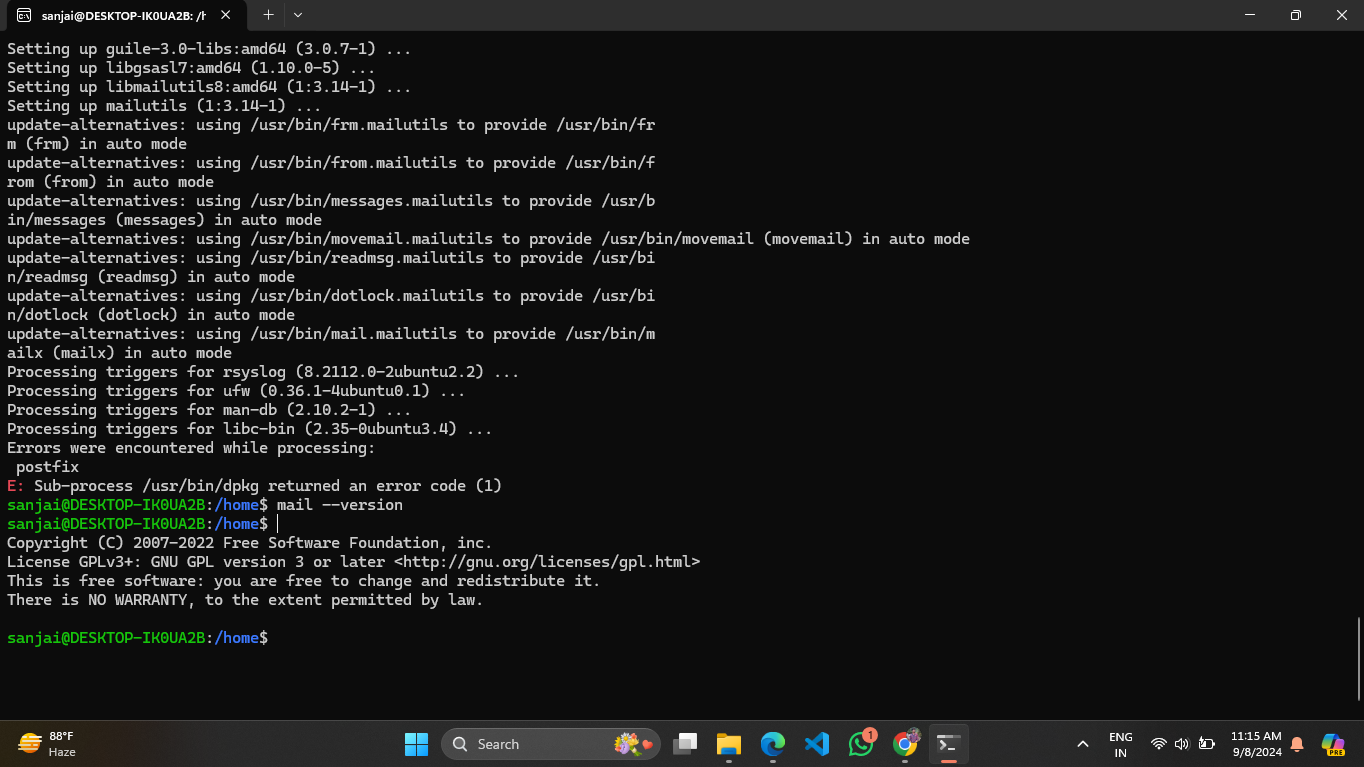 sanjai@DESKTOP-IK0UA2B: /h
Setting up guile-3.0-libs:amd64 (3.0.7-1) ...
Setting up libgsasl7:amd64 (1.10.0-5) ...
Setting up libmailutils8:amd64 (1:3.14-1) ...
Setting up mailutils (1:3.14-1) ...
update-alternatives: using /usr/bin/frm.mailutils to provide /usr/bin/fr
m (frm) in auto mode
update-alternatives: using /usr/bin/from.mailutils to provide /usr/bin/f
rom (from) in auto mode
update-alternatives: using /usr/bin/messages.mailutils to provide /usr/b
in/messages (messages) in auto mode
update-alternatives: using /usr/bin/movemail.mailutils to provide /usr/bin/movemail (movemail) in auto mode
update-alternatives: using /usr/bin/readmsg.mailutils to provide /usr/bi
n/readmsg (readmsg) in auto mode
update-alternatives: using /usr/bin/dotlock.mailutils to provide /usr/bi
n/dotlock (dotlock) in auto mode
update-alternatives: using /usr/bin/mail.mailutils to provide /usr/bin/m
ailx (mailx) in auto mode
Processing triggers for rsyslog (8.2112.0-2ubuntu2.2) ...
Processing triggers for ufw (0.36.1-4ubuntu0.1) ...
Processing triggers for man-db (2.10.2-1) ...
Processing triggers for libc-bin (2.35-0ubuntu3.4) ...
Errors were encountered while processing:
 postfix
E: Sub-process /usr/bin/dpkg returned an error code (1)
sanjai@DESKTOP-IK0UA2B:/home$ mail --version
sanjai@DESKTOP-IK0UA2B:/home$
Copyright (C) 2007-2022 Free Software Foundation, inc.
License GPLv3+: GNU GPL version 3 or later <http://gnu.org/licenses/gpl.html>
This is free software: you are free to change and redistribute it.
There is NO WARRANTY, to the extent permitted by law.
sanjai@DESKTOP-IK0UA2B:/home$
88°F
Haze
Search
1
ENG
IN
11:15 AM
9/8/2024
PRE